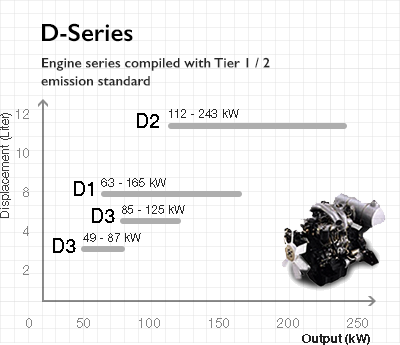 D-Series
Engine series compiled with Tier 1 / 2
emission standard
Displacement (Liter)
12
10
8
4
2
D2
112 - 243 kW
D1
63 - 165 kW
D3
85 - 125 kW
D3
49 - 87 kW
0
50
100
150
200
250
Output (kW)